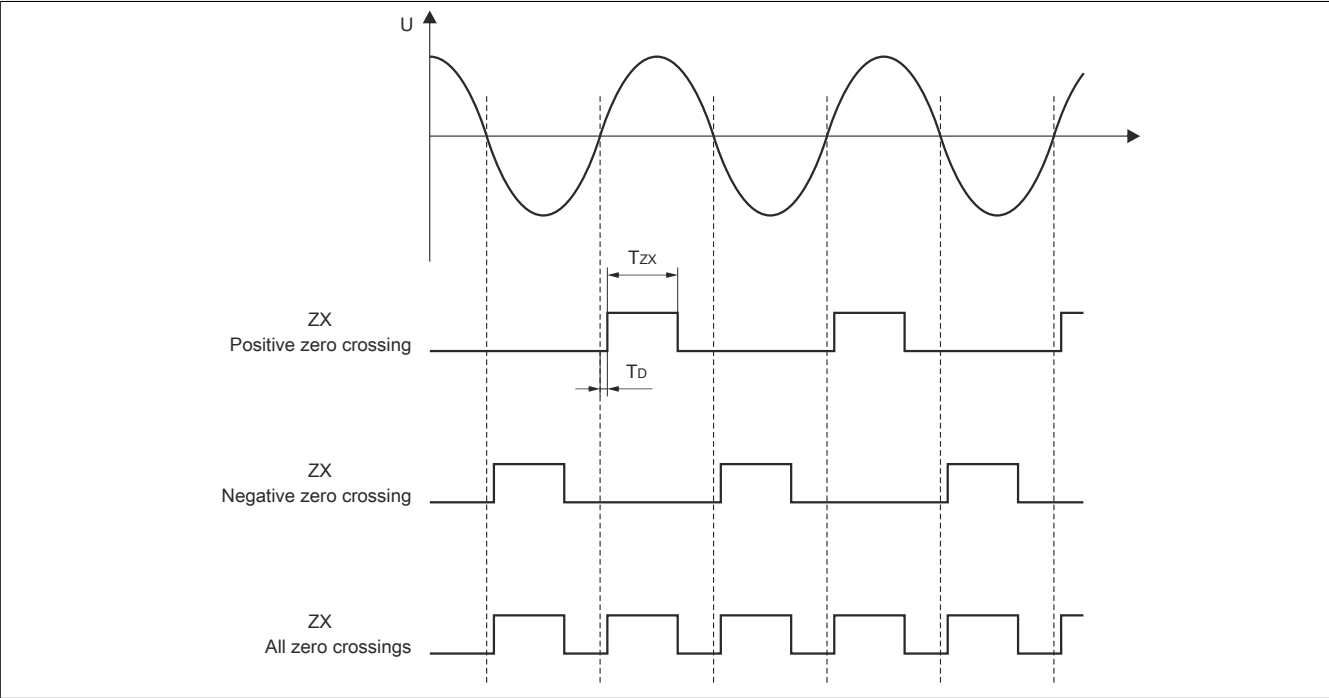 U
TZX
ZX
Positive zero crossing
TD
ZX
Negative zero crossing
ZX
All zero crossings